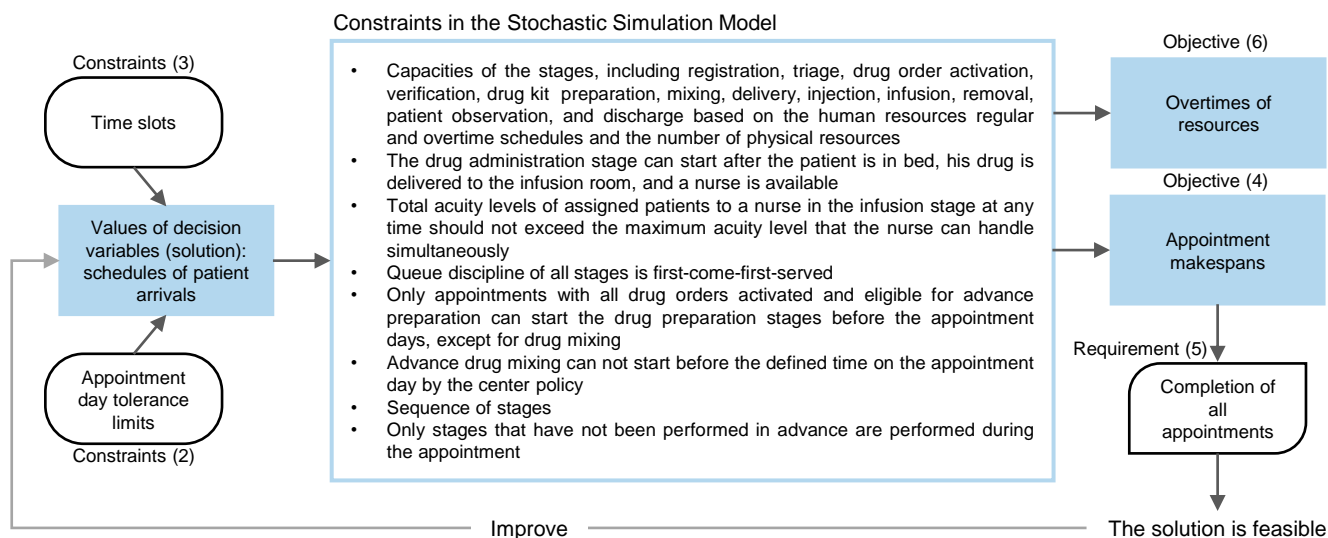 Constraints in the Stochastic Simulation Model
Constraints (3)
Time slots
Values of decision
variables (solution):
schedules of patient
arrivals
Appointment
day tolerance
limits
Constraints (2)
• Capacities of the stages, including registration, triage, drug order activation,
verification, drug kit preparation, mixing, delivery, injection, infusion, removal,
patient observation, and discharge based on the human resources regular
and overtime schedules and the number of physical resources
• The drug administration stage can start after the patient is in bed, his drug is
delivered to the infusion room, and a nurse is available
• Total acuity levels of assigned patients to a nurse in the infusion stage at any
time should not exceed the maximum acuity level that the nurse can handle
simultaneously
• Queue discipline of all stages is first-come-first-served
• Only appointments with all drug orders activated and eligible for advance
preparation can start the drug preparation stages before the appointment
days, except for drug mixing
• Advance drug mixing can not start before the defined time on the appointment
day by the center policy
• Sequence of stages
• Only stages that have not been performed in advance are performed during
the appointment
Objective (6)
Overtimes of
resources
Objective (4)
Appointment
makespans
Requirement (5)
Completion of
all
appointments
The solution is feasible
Improve